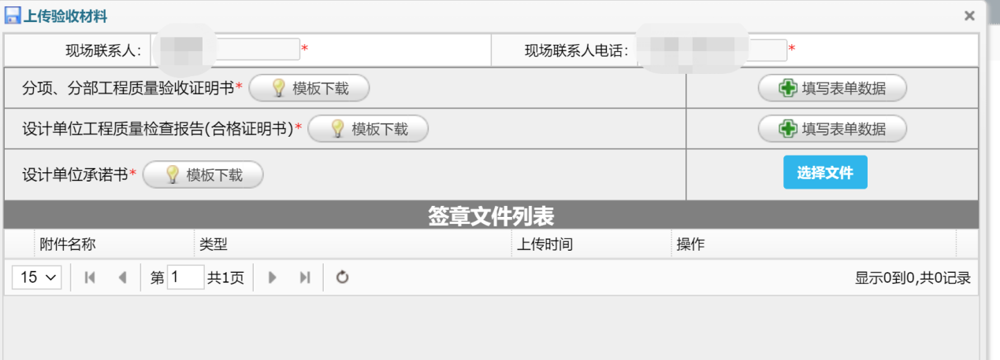 上传验收材料
现场联系人： * 现场联系人电话： *
分项、分部工程质量验收证明书* 模板下载 填写表单数据
设计单位工程质量检查报告(合格证明书)* 模板下载 填写表单数据
设计单位承诺书* 模板下载 选择文件
签章文件列表
附件名称 类型 上传时间 操作
15 第 1 共1页 显示0到0,共0记录